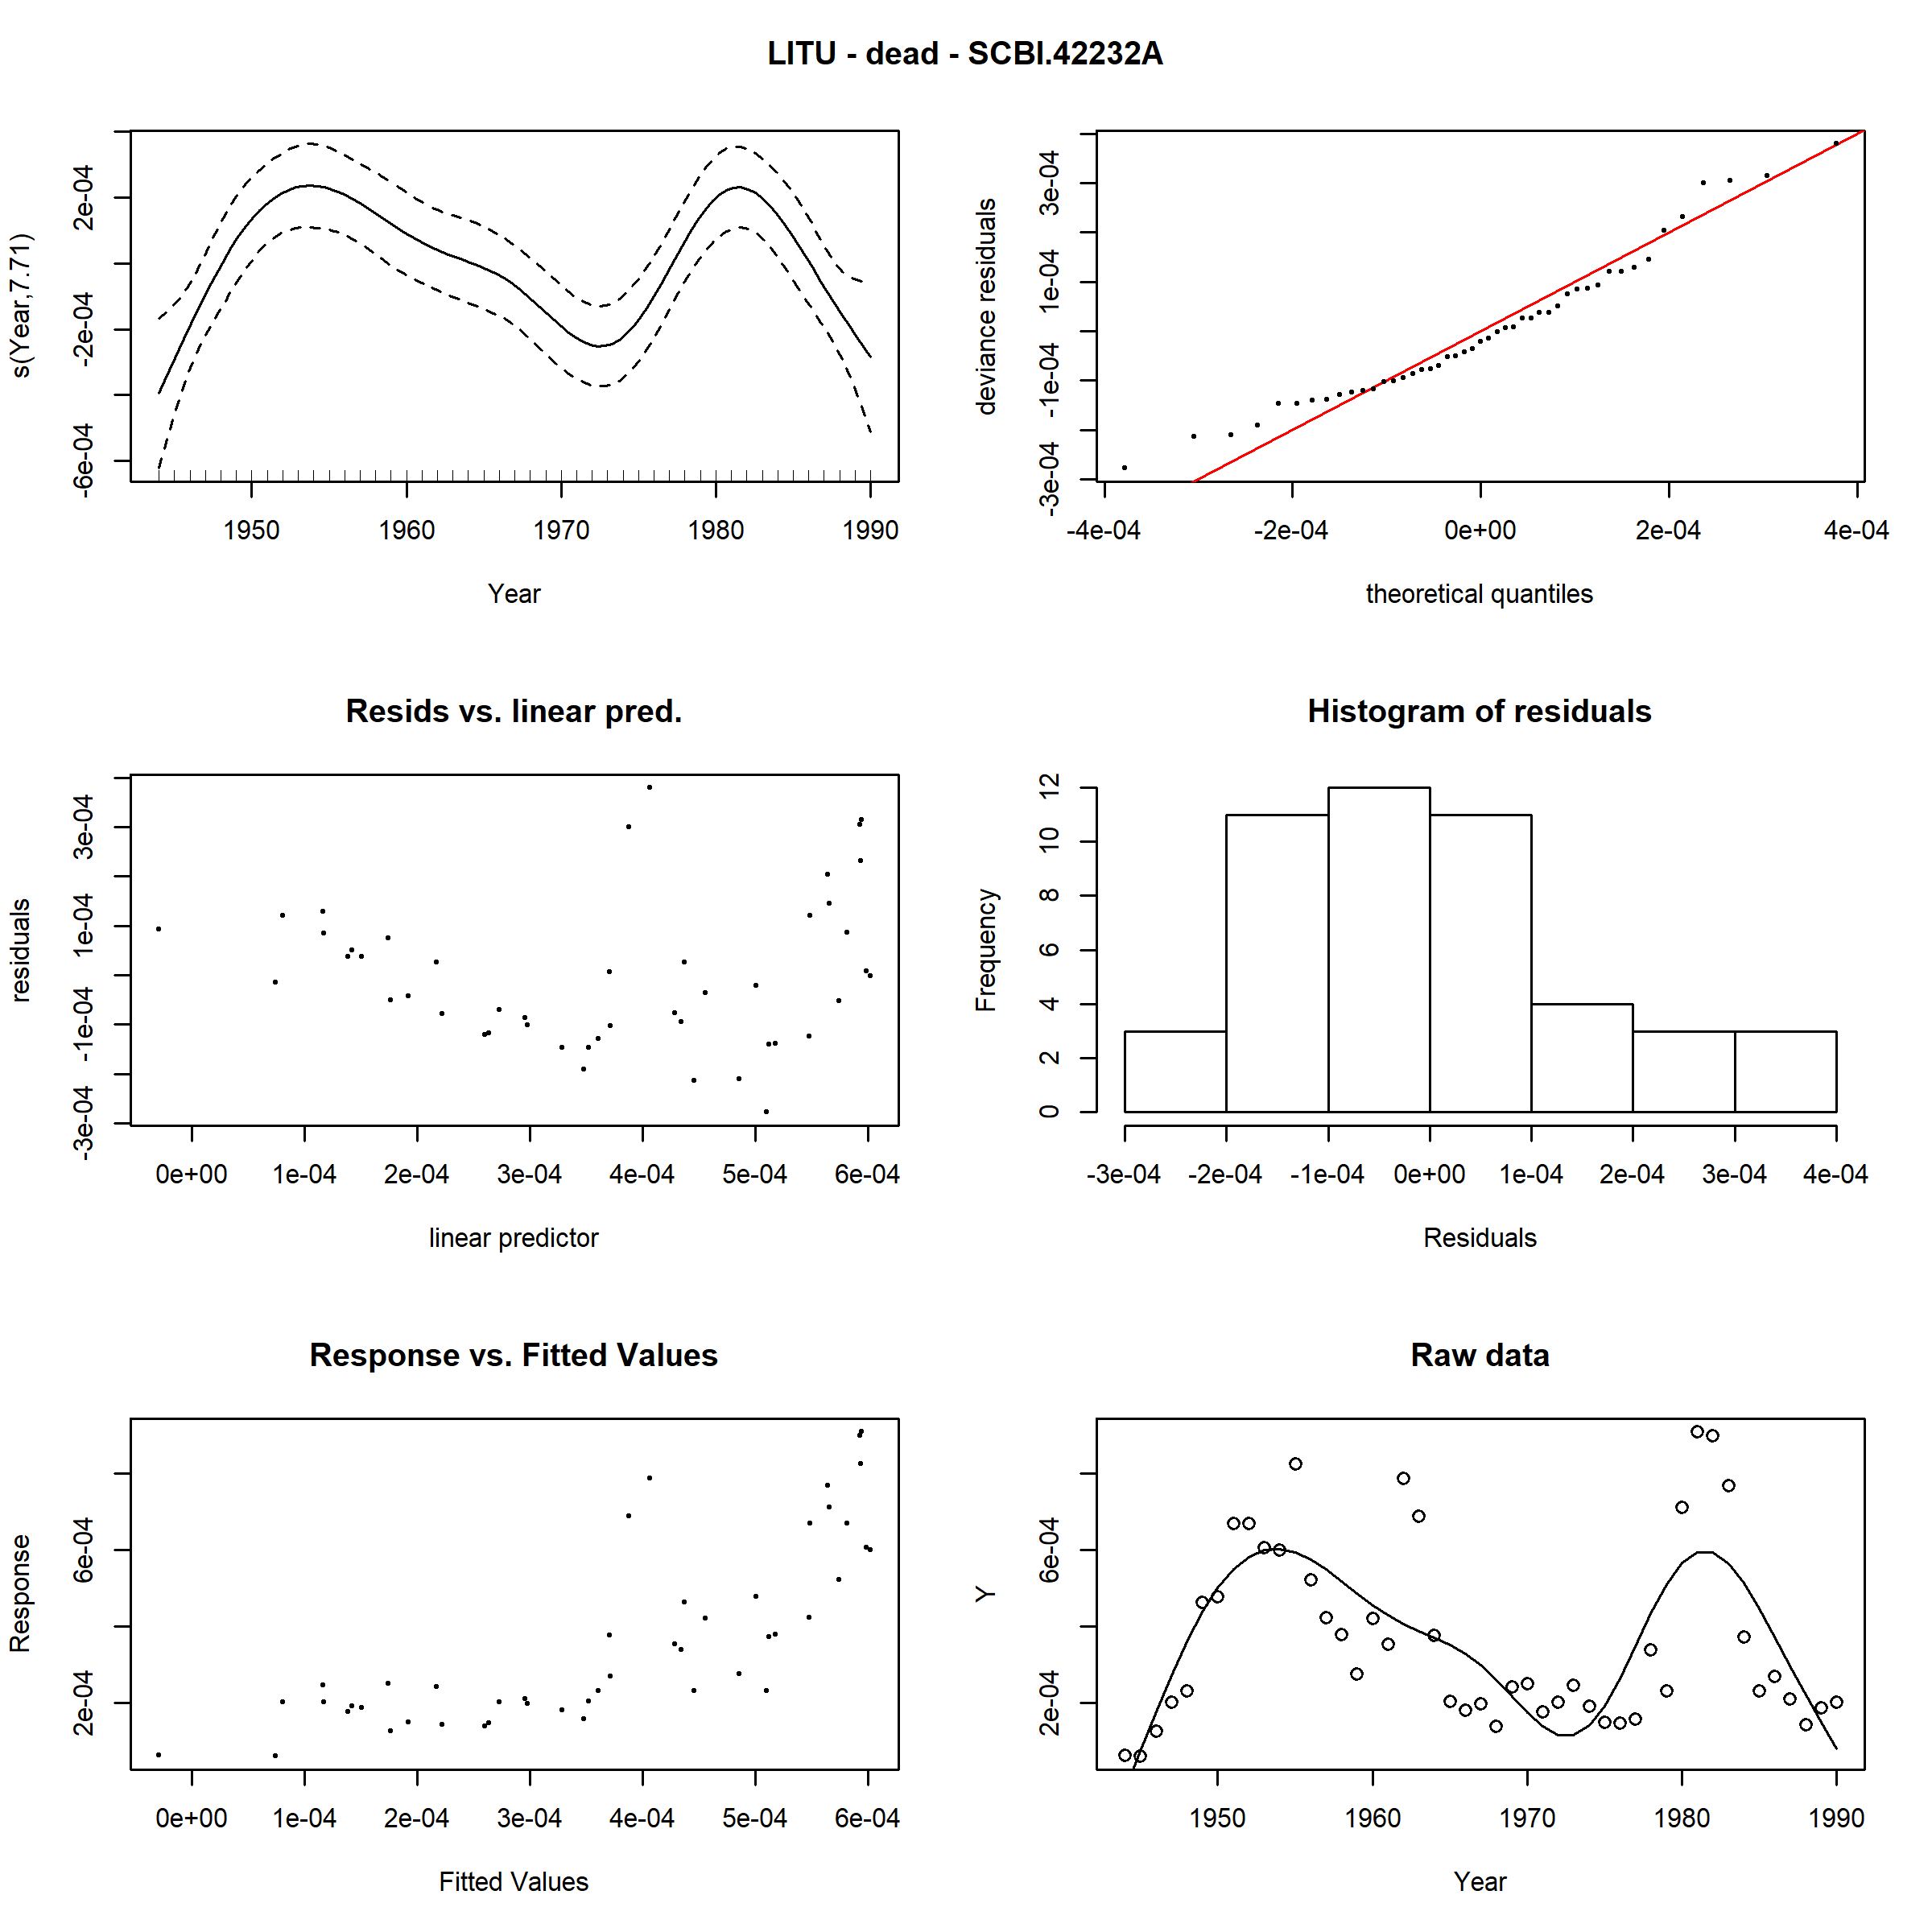 LITU - dead - SCBI.42232A
s(Year,7.71)
-6e-04 -2e-04 2e-04
1950 1960 1970 1980 1990
Year
deviance residuals
-3e-04 -1e-04 1e-04 3e-04
-4e-04 -2e-04 0e+00 2e-04 4e-04
theoretical quantiles
Resids vs. linear pred.
residuals
-3e-04 -1e-04 1e-04 3e-04
0e+00 1e-04 2e-04 3e-04 4e-04 5e-04 6e-04
linear predictor
Histogram of residuals
Frequency
0 2 4 6 8 10 12
-3e-04 -2e-04 -1e-04 0e+00 1e-04 2e-04 3e-04 4e-04
Residuals
Response vs. Fitted Values
Response
2e-04 6e-04
0e+00 1e-04 2e-04 3e-04 4e-04 5e-04 6e-04
Fitted Values
Raw data
Y
2e-04 6e-04
1950 1960 1970 1980 1990
Year